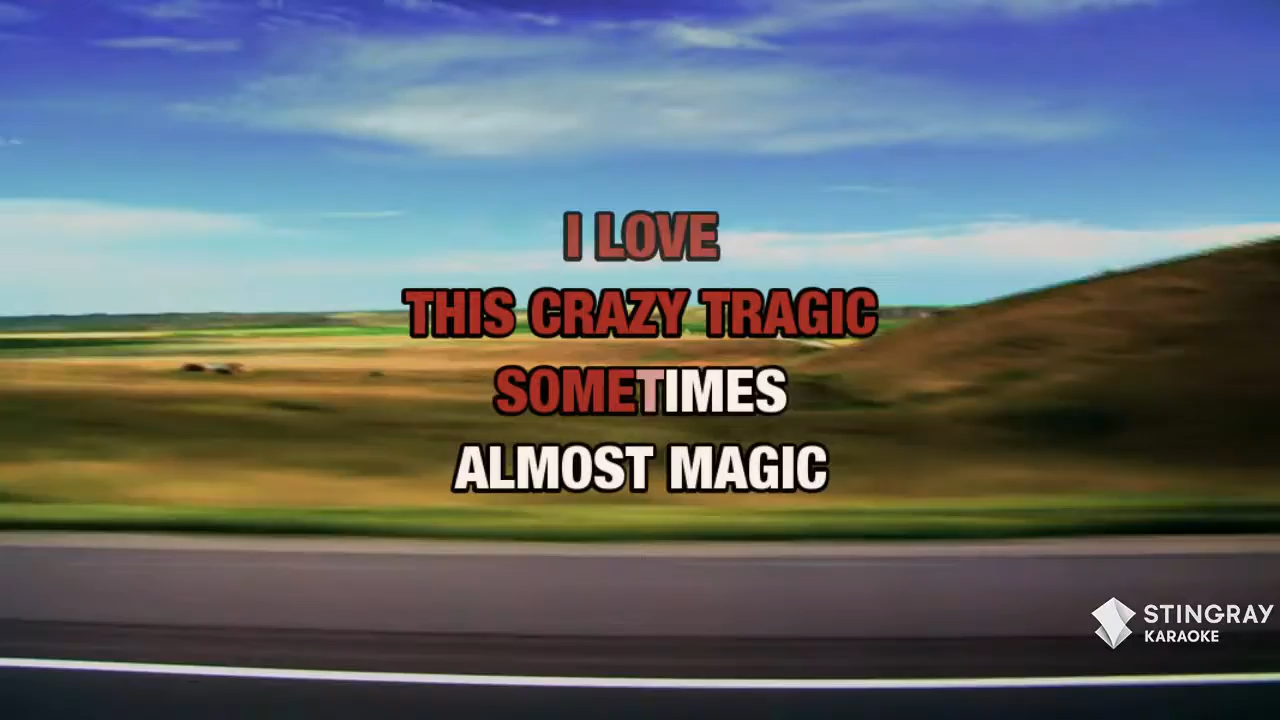 I LOVE
THIS CRAZY TRAGIC
SOMETIMES
ALMOST MAGIC
STINGRAY
KARAOKE